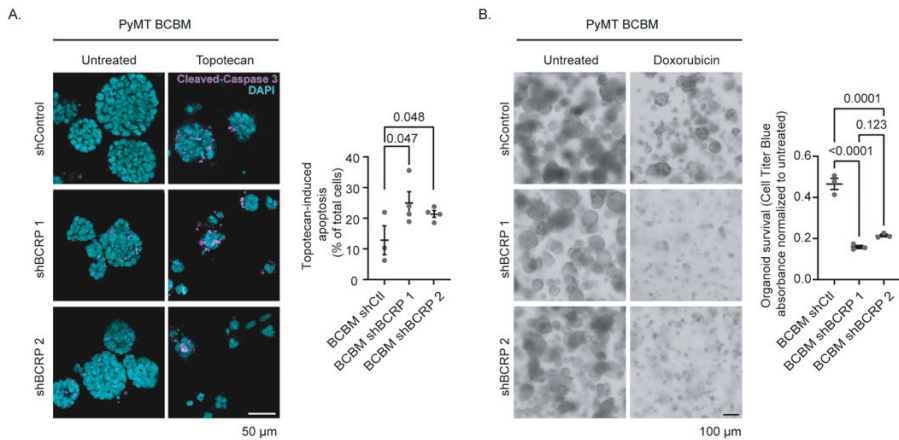 A.
PyMT BCBM
Untreated
Topotecan
Cleaved-Caspase 3
DAPI
shControl
shBCRP 1
shBCRP 2
50 µm
Topotecan-induced
apoptosis
(% of total cells)
40
30
20
10
0
0.048
0.047
BCBM shCtl
BCBM shBCRP 1
BCBM shBCRP 2
B.
PyMT BCBM
Untreated
Doxorubicin
shControl
shBCRP 1
shBCRP 2
100 µm
Organoid survival (Cell Titer Blue
absorbance normalized to untreated)
0.6
0.4
0.2
0.0
0.0001
0.123
<0.0001
BCBM shCtl
BCBM shBCRP 1
BCBM shBCRP 2